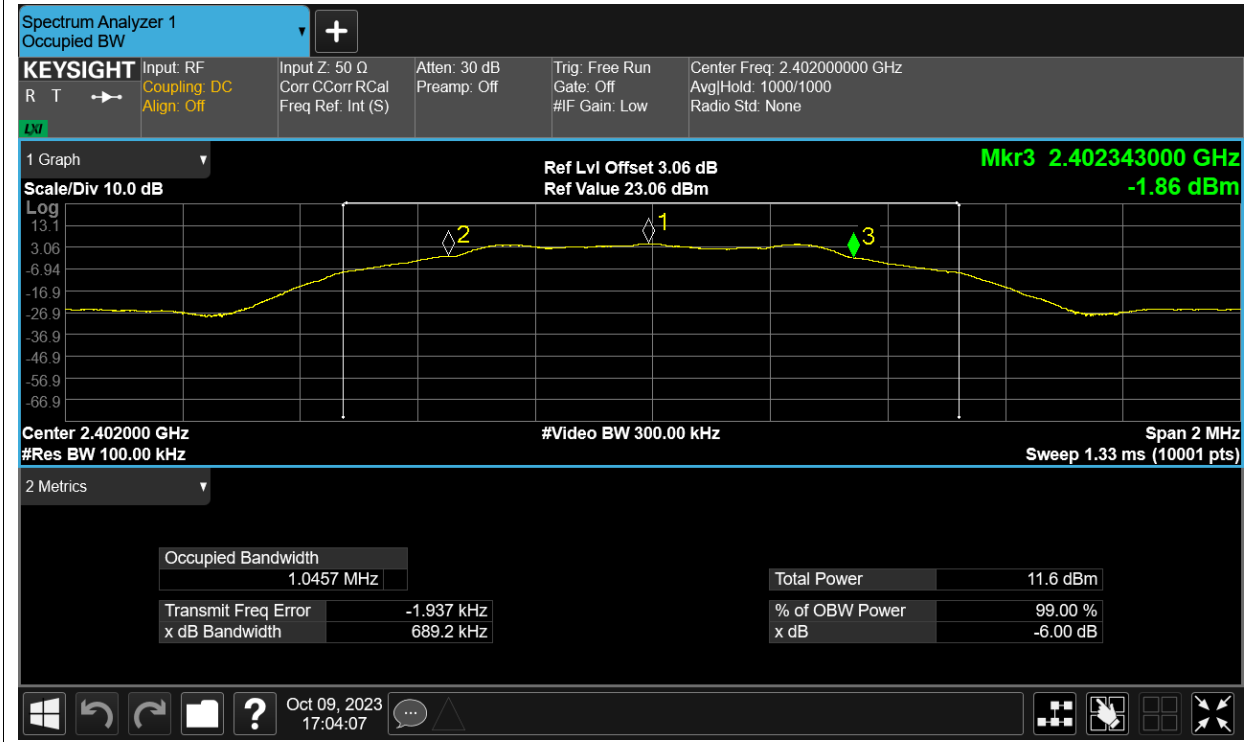 Spectrum Analyzer 1
Occupied BW
KEYSIGHT
R T
LXI
Input: RF
Coupling: DC
Align: Off
Input Z: 50 Ω
Corr CCorr RCal
Freq Ref: Int (S)
Atten: 30 dB
Preamp: Off
Trig: Free Run
Gate: Off
#IF Gain: Low
Center Freq: 2.402000000 GHz
Avg|Hold: 1000/1000
Radio Std: None
1 Graph
Scale/Div 10.0 dB
Ref Lvl Offset 3.06 dB
Ref Value 23.06 dBm
Mkr3 2.402343000 GHz
-1.86 dBm
Log
13.1
3.06
-6.94
-16.9
-26.9
-36.9
-46.9
-56.9
-66.9
2
1
3
Center 2.402000 GHz
#Res BW 100.00 kHz
#Video BW 300.00 kHz
Span 2 MHz
Sweep 1.33 ms (10001 pts)
2 Metrics
Occupied Bandwidth
1.0457 MHz
Transmit Freq Error -1.937 kHz
x dB Bandwidth 689.2 kHz
Total Power 11.6 dBm
% of OBW Power 99.00 %
x dB -6.00 dB
?
Oct 09, 2023
17:04:07